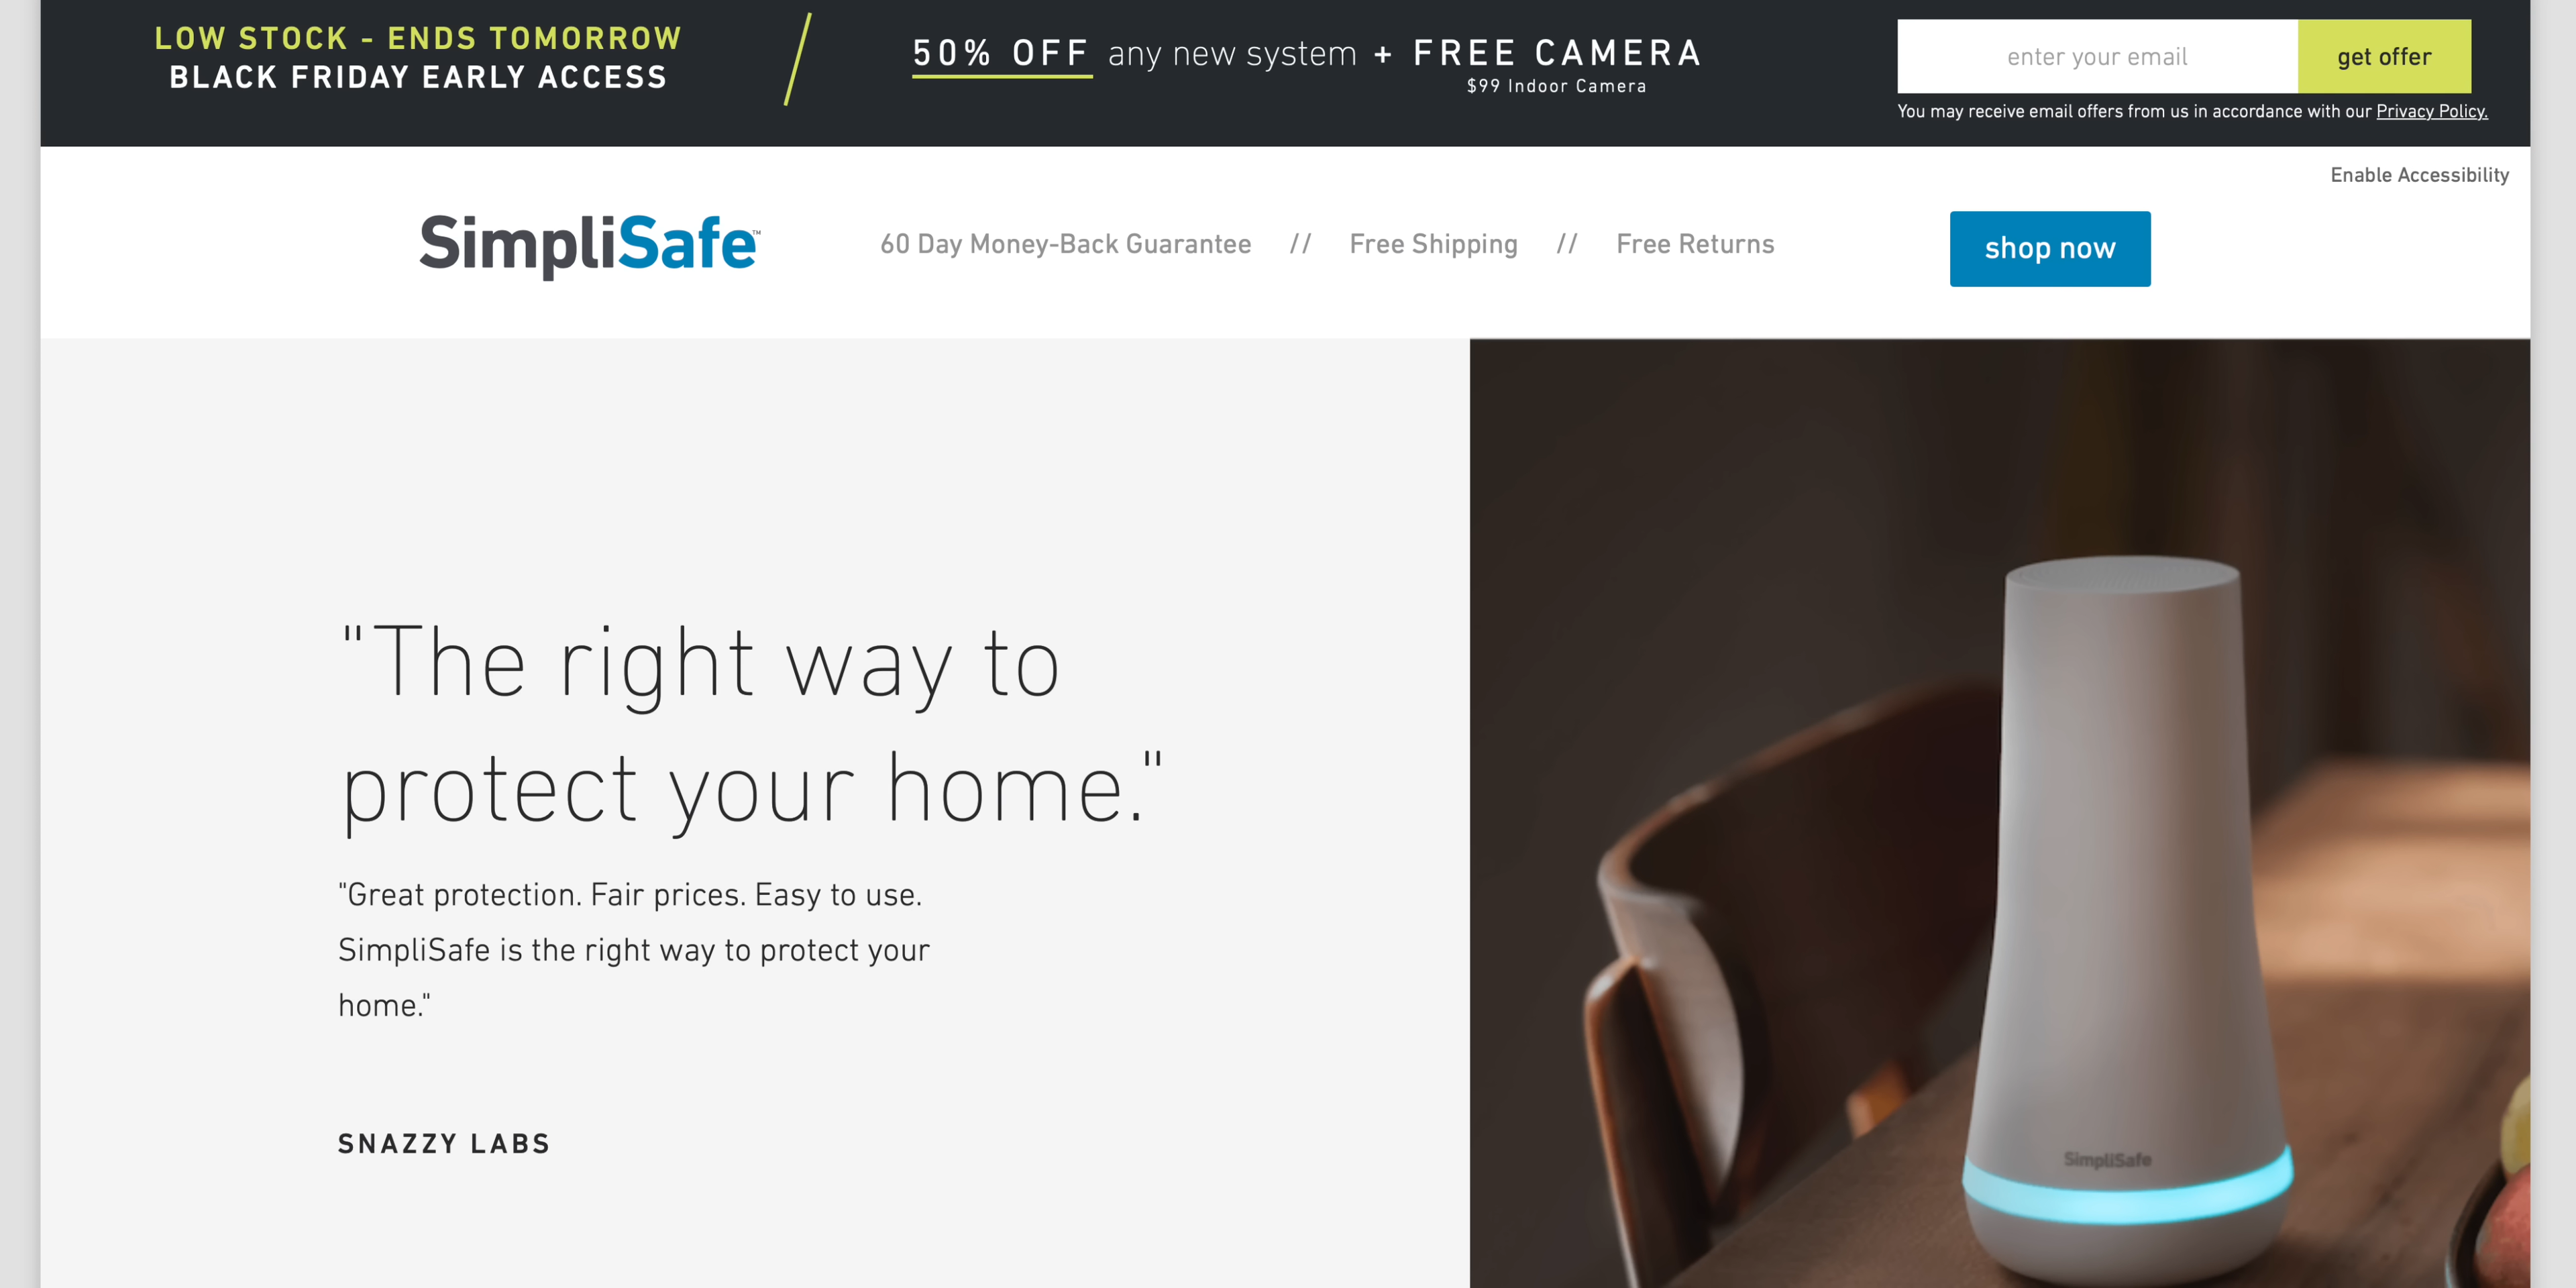 LOW STOCK - ENDS TOMORROW
BLACK FRIDAY EARLY ACCESS
50% OFF any new system + FREE CAMERA
$99 Indoor Camera
enter your email
get offer
You may receive email offers from us in accordance with our Privacy Policy.
Enable Accessibility
SimpliSafe™
60 Day Money-Back Guarantee // Free Shipping // Free Returns
shop now
"The right way to
protect your home."
"Great protection. Fair prices. Easy to use.
SimpliSafe is the right way to protect your
home."
SNAZZY LABS
SimpliSafe